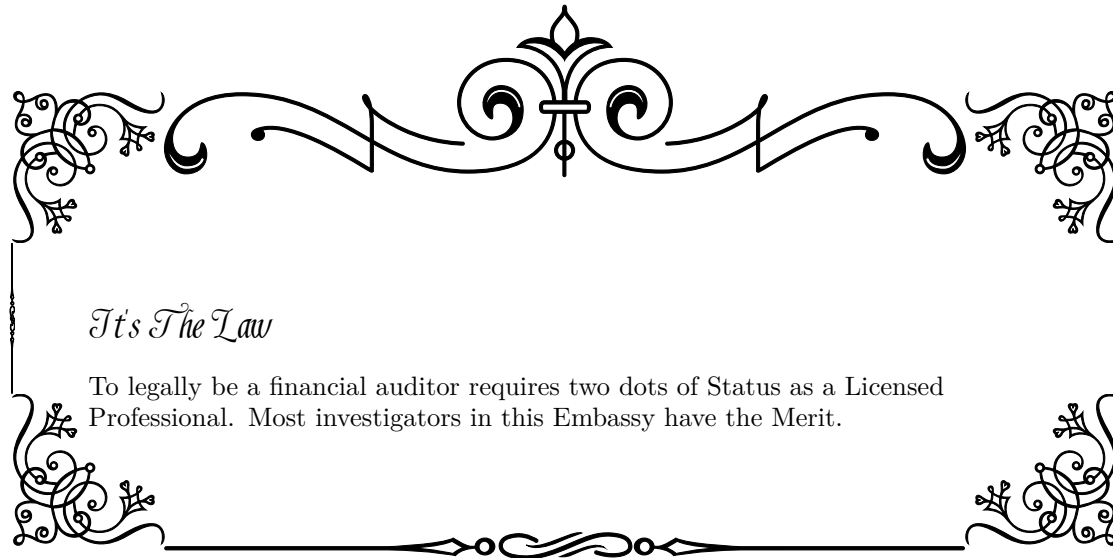 It's The Law
To legally be a financial auditor requires two dots of Status as a Licensed
Professional. Most investigators in this Embassy have the Merit.